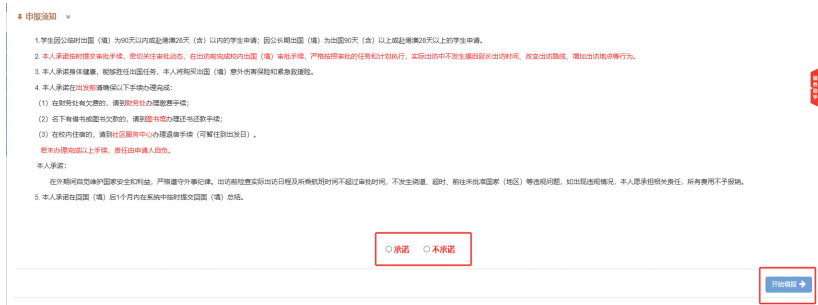 申报须知
1.学生因公临时出国（境）为90天以内或赴港澳28天（含）以内的学生申请；因公长期出国（境）为出国90天（含）以上或赴港澳28天以上的学生申请。
2. 本人承诺按时提交审批手续，密切关注审批动态，在出访前完成校内出国（境）审批手续，严格按照审批的任务和计划执行，实际出访中不发生擅自延长出访时间、改变出访路线、增加出访地点等行为。
3. 本人承诺身体健康，能够胜任出国任务，本人将购买出国（境）意外伤害保险和紧急救援险。
4. 本人承诺在出发前请确保以下手续办理完成：
（1）在财务处有欠费的，请到财务处办理缴费手续；
（2）名下有借书或图书欠款的，请到图书馆办理还书还款手续；
（3）在校内住宿的，请到社区服务中心办理退宿手续（可暂住到出发日）。
若未办理完成以上手续，责任由申请人自负。
本人承诺：
在外期间自觉维护国家安全和利益，严格遵守外事纪律。出访前检查实际出访日程及所乘航班时间不超过审批时间，不发生绕道、超时、前往未批准国家（地区）等违规问题，如出现违规情况，本人愿承担相关责任，所有费用不予报销。
5. 本人承诺在回国（境）后1个月内在系统中按时提交回国（境）总结。
承诺 不承诺
开始填报